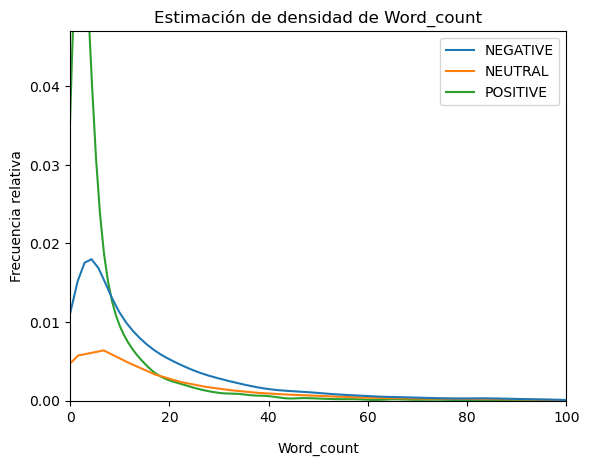 Estimación de densidad de Word_count
NEGATIVE
NEUTRAL
POSITIVE
Frecuencia relativa
0.04
0.03
0.02
0.01
0.00
0 20 40 60 80 100
Word_count